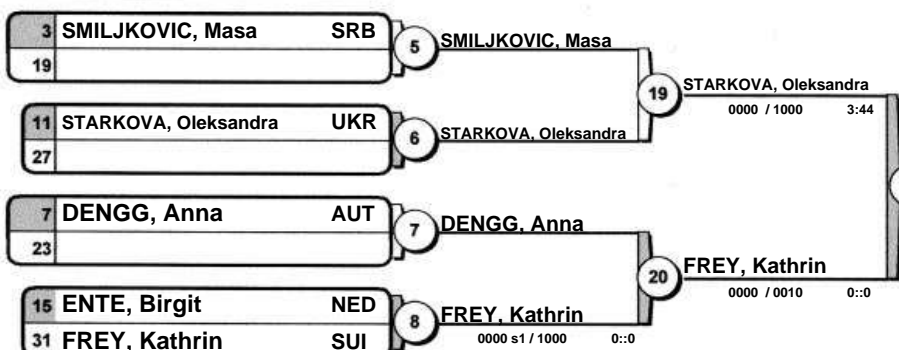 3 SMILJKOVIC, Masa SRB
19
5
SMILJKOVIC, Masa
11 STARKOVA, Oleksandra UKR
27
6
STARKOVA, Oleksandra
19
STARKOVA, Oleksandra
0000 / 1000 3:44
7 DENGG, Anna AUT
23
7
DENGG, Anna
15 ENTE, Birgit NED
31 FREY, Kathrin SUI
8
FREY, Kathrin
0000 s1 / 1000 0::0
20
FREY, Kathrin
0000 / 0010 0::0